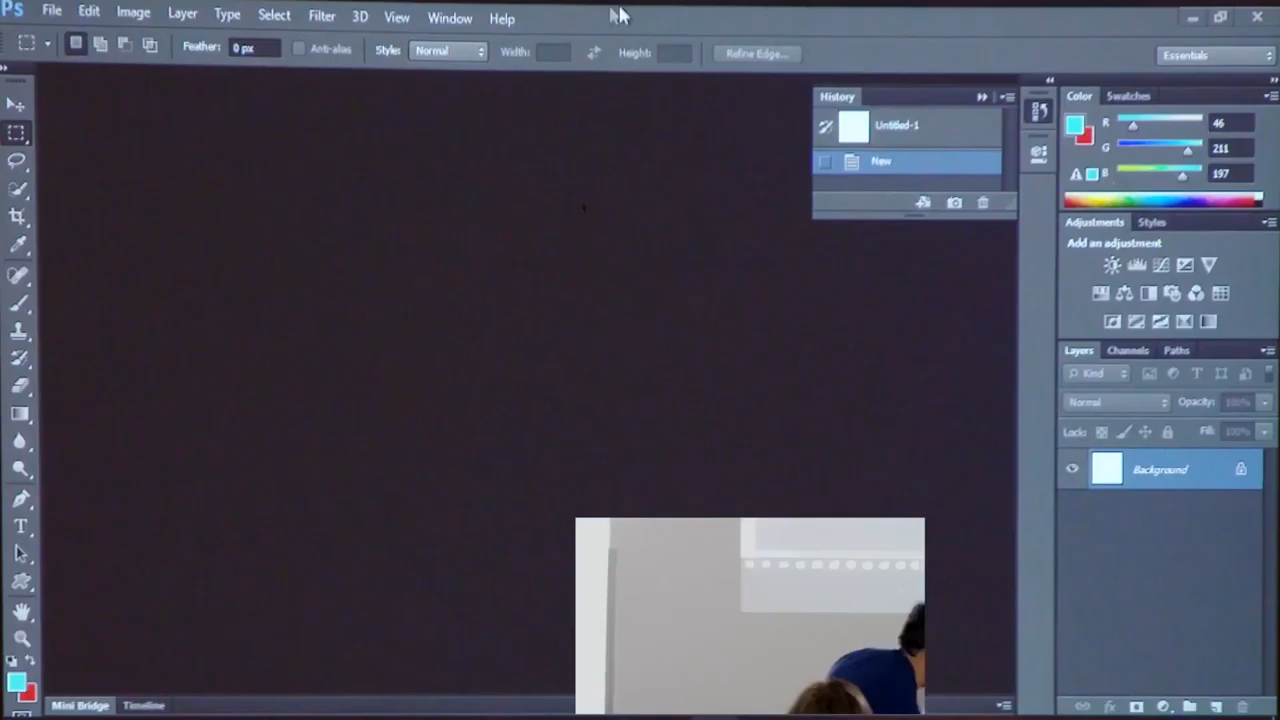 Ps File Edit Image Layer Type Select Filter 3D View Window Help
Feather: 0 px Anti-alias Style: Normal Width: Height: Refine Edge... Essentials
History
Untitled-1
New
Color Swatches
R 46
G 211
B 197
Adjustments Styles
Add an adjustment
Layers Channels Paths
Kind
Normal Opacity: 100%
Lock: Fill: 100%
Background
Mini Bridge Timeline